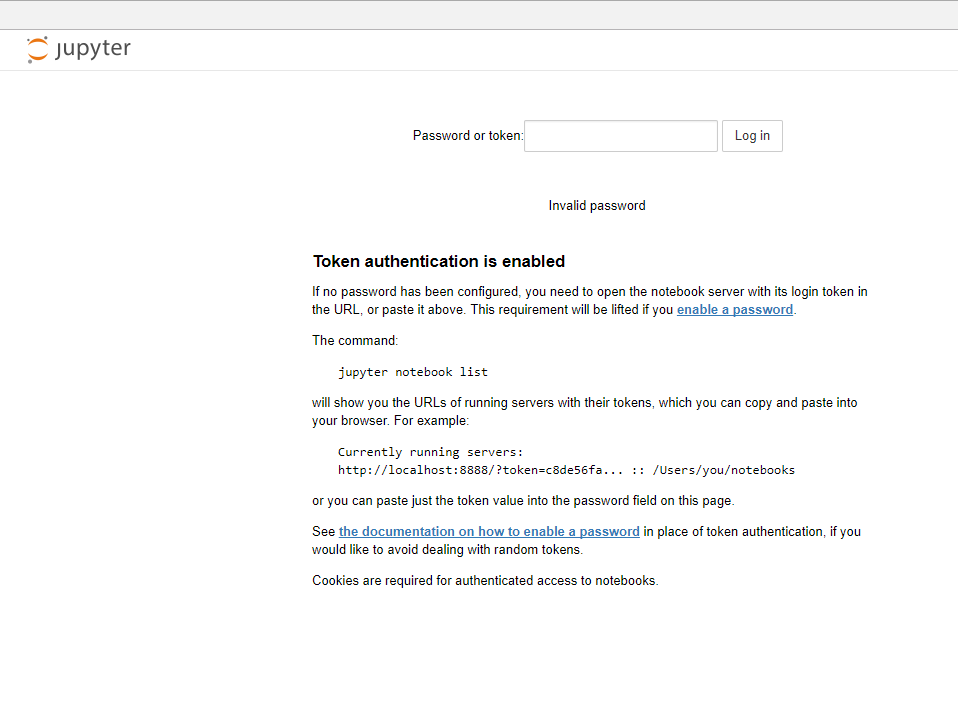 jupyter
Password or token:
Log in
Invalid password
Token authentication is enabled
If no password has been configured, you need to open the notebook server with its login token in
the URL, or paste it above. This requirement will be lifted if you enable a password.
The command:
jupyter notebook list
will show you the URLs of running servers with their tokens, which you can copy and paste into
your browser. For example:
Currently running servers:
http://localhost:8888/?token=c8de56fa... :: /Users/you/notebooks
or you can paste just the token value into the password field on this page.
See the documentation on how to enable a password in place of token authentication, if you
would like to avoid dealing with random tokens.
Cookies are required for authenticated access to notebooks.